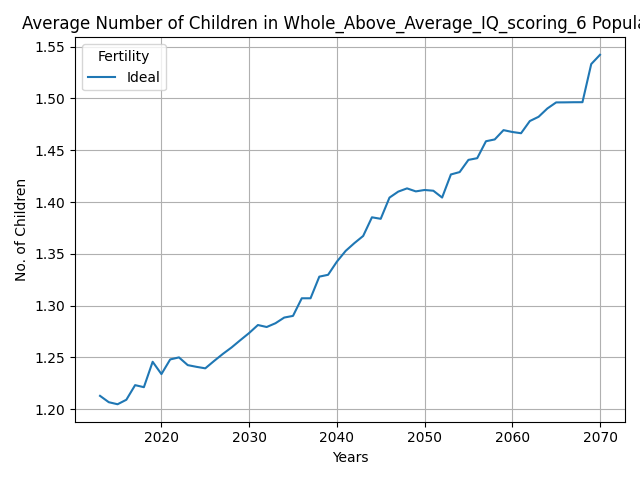 Average Number of Children in Whole_Above_Average_IQ_scoring_6 Popula
Fertility
Ideal
1.55
1.50
1.45
1.40
1.35
1.30
1.25
1.20
No. of Children
2020 2030 2040 2050 2060 2070
Years